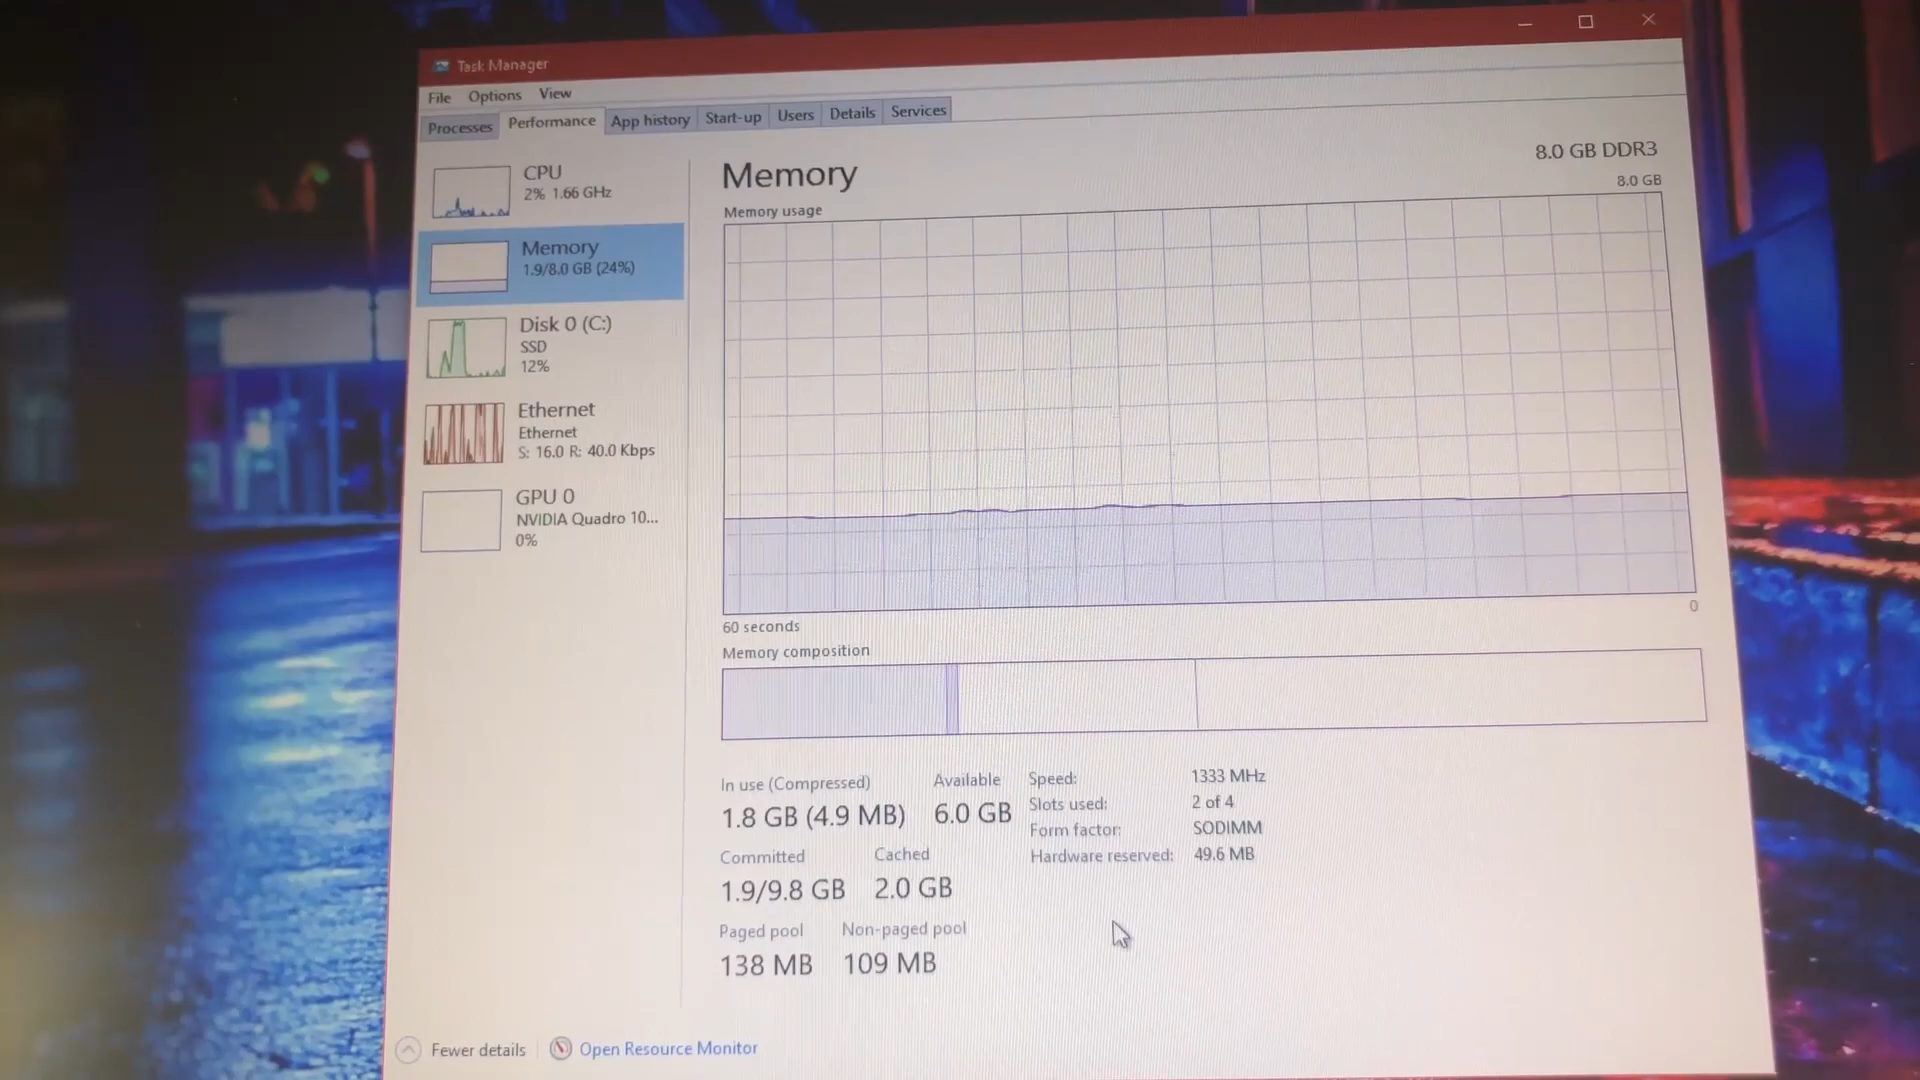 Task Manager
File Options View
Processes Performance App history Start-up Users Details Services
CPU
2% 1.66 GHz
Memory
1.9/8.0 GB (24%)
Disk 0 (C:)
SSD
12%
Ethernet
Ethernet
S: 16.0 R: 40.0 Kbps
GPU 0
NVIDIA Quadro 10...
0%
Memory
8.0 GB DDR3
Memory usage
8.0 GB
60 seconds
0
Memory composition
In use (Compressed)
1.8 GB (4.9 MB)
Available
6.0 GB
Committed
1.9/9.8 GB
Cached
2.0 GB
Paged pool
138 MB
Non-paged pool
109 MB
Speed: 1333 MHz
Slots used: 2 of 4
Form factor: SODIMM
Hardware reserved: 49.6 MB
Fewer details
Open Resource Monitor